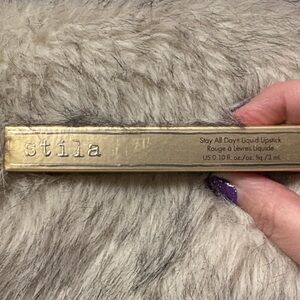 stila
Stay All Day® Liquid Lipstick
Rouge à Lèvres Liquide
US 0.10 fl. oz./oz. liq./3 mL